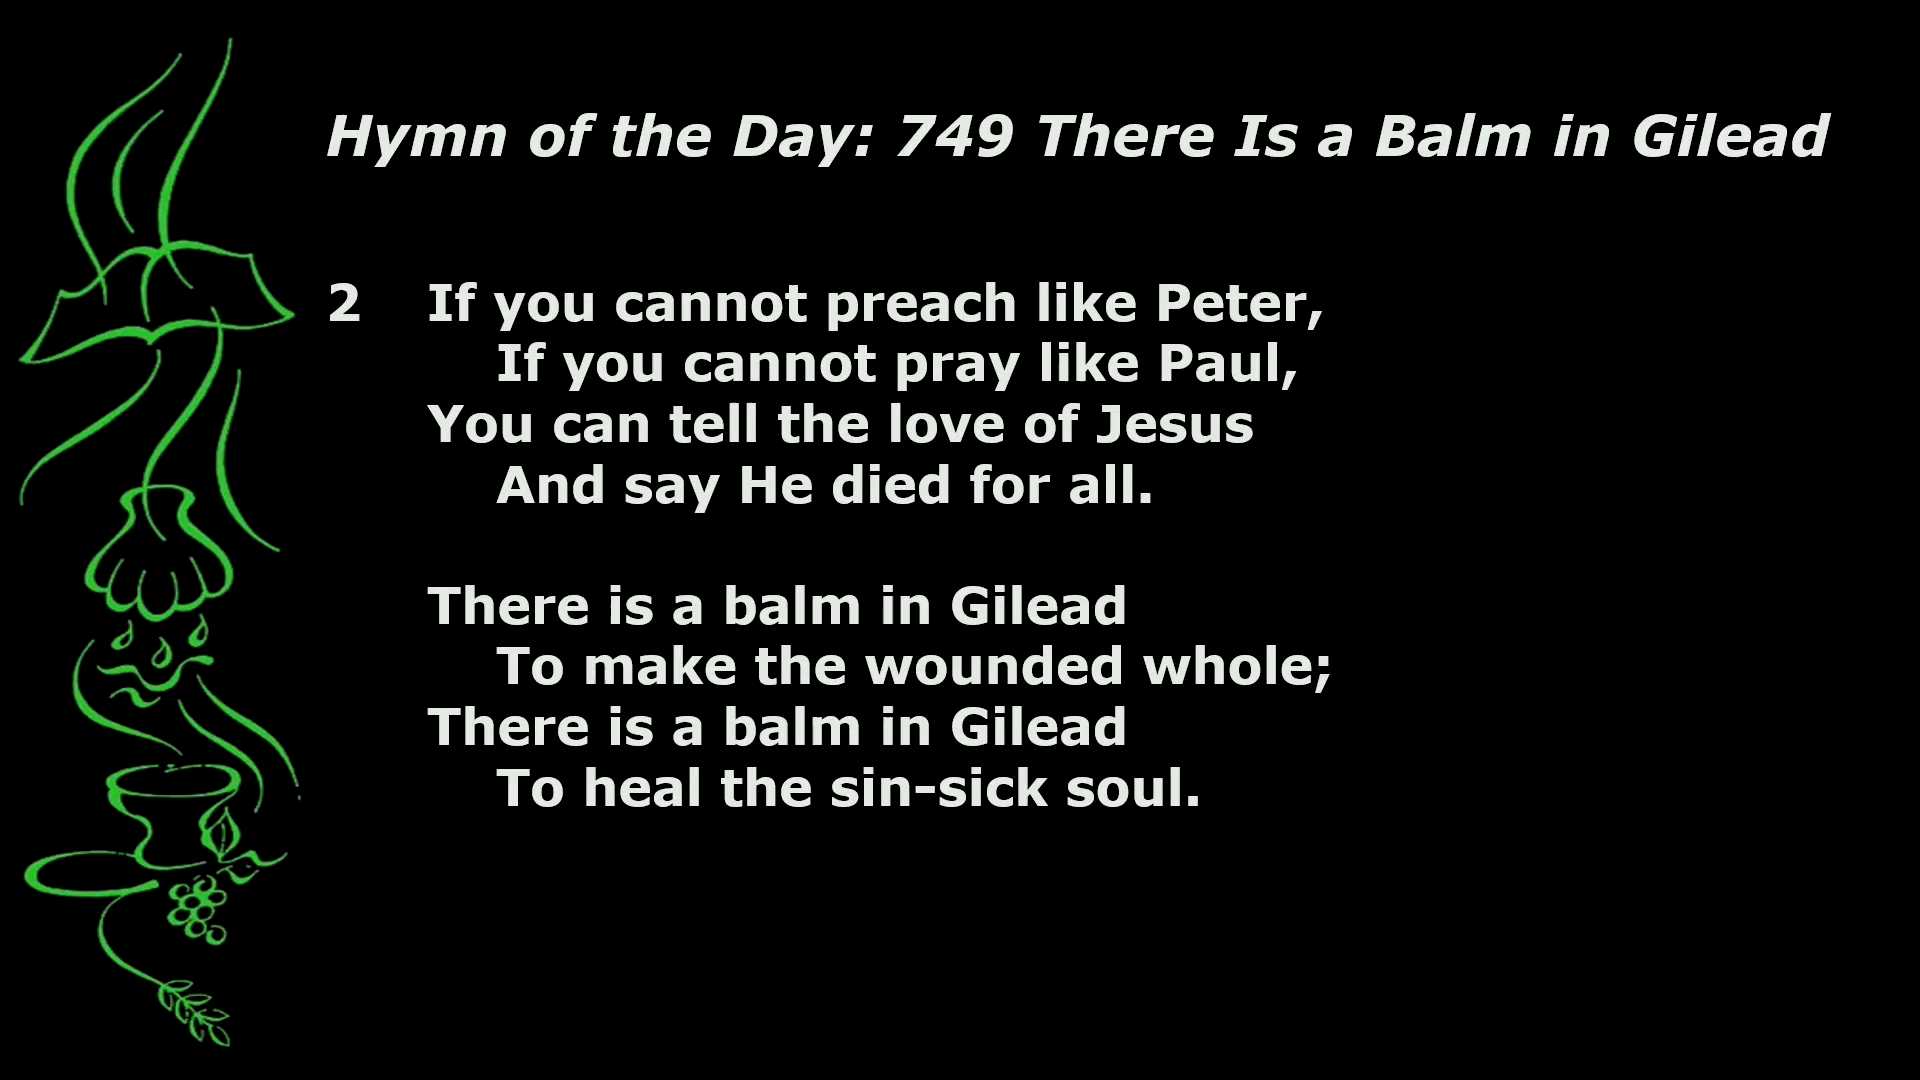 Hymn of the Day: 749 There Is a Balm in Gilead
2 If you cannot preach like Peter,
If you cannot pray like Paul,
You can tell the love of Jesus
And say He died for all.
There is a balm in Gilead
To make the wounded whole;
There is a balm in Gilead
To heal the sin-sick soul.